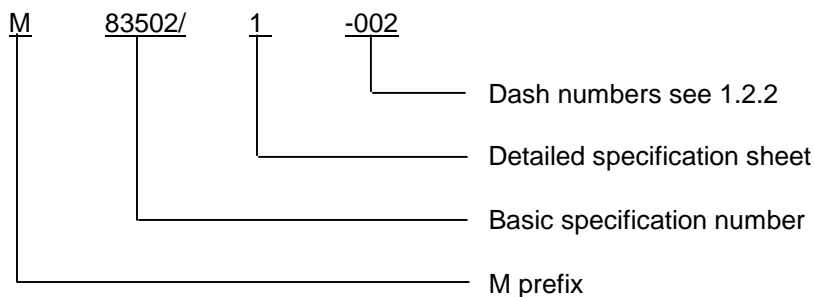 M 83502/ 1 -002
Dash numbers see 1.2.2
Detailed specification sheet
Basic specification number
M prefix